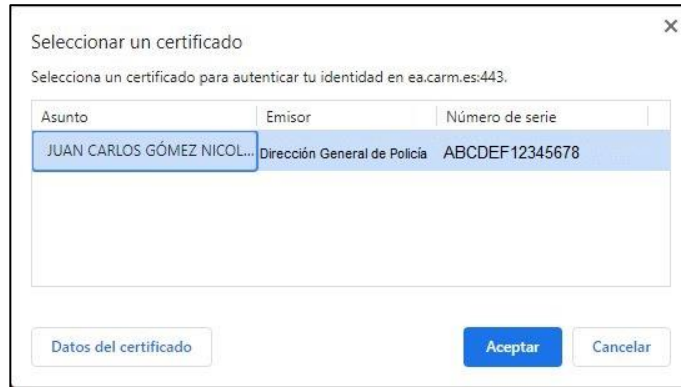 Seleccionar un certificado
Selecciona un certificado para autenticar tu identidad en ea.carm.es:443.
Asunto Emisor Número de serie
JUAN CARLOS GÓMEZ NICOL... Dirección General de Policía ABCDEF12345678
Datos del certificado Aceptar Cancelar